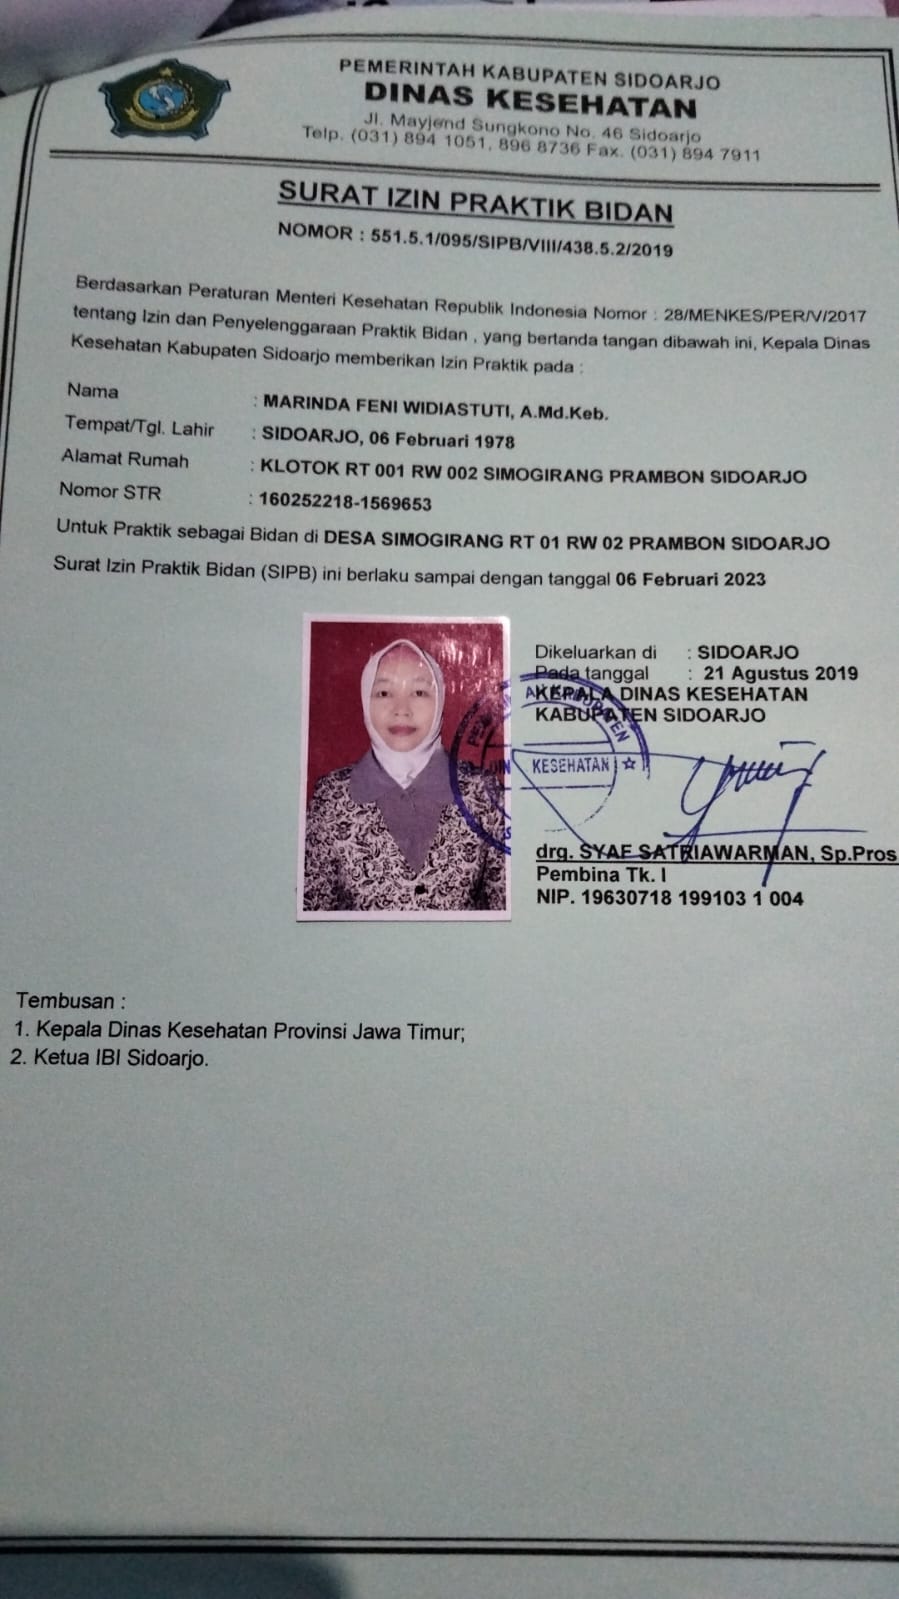 PEMERINTAH KABUPATEN SIDOARJO
DINAS KESEHATAN
Jl. Mayjend Sungkono No. 46 Sidoarjo
Telp. (031) 894 1051, 896 8736 Fax. (031) 894 7911
SURAT IZIN PRAKTIK BIDAN
NOMOR : 551.5.1/095/SIPB/VIII/438.5.2/2019
Berdasarkan Peraturan Menteri Kesehatan Republik Indonesia Nomor : 28/MENKES/PER/V/2017
tentang Izin dan Penyelenggaraan Praktik Bidan , yang bertanda tangan dibawah ini, Kepala Dinas
Kesehatan Kabupaten Sidoarjo memberikan Izin Praktik pada :
Nama : MARINDA FENI WIDIASTUTI, A.Md.Keb.
Tempat/Tgl. Lahir : SIDOARJO, 06 Februari 1978
Alamat Rumah : KLOTOK RT 001 RW 002 SIMOGIRANG PRAMBON SIDOARJO
Nomor STR : 160252218-1569653
Untuk Praktik sebagai Bidan di DESA SIMOGIRANG RT 01 RW 02 PRAMBON SIDOARJO
Surat Izin Praktik Bidan (SIPB) ini berlaku sampai dengan tanggal 06 Februari 2023
Dikeluarkan di : SIDOARJO
Pada tanggal : 21 Agustus 2019
KEPALA DINAS KESEHATAN
KABUPATEN SIDOARJO
KESEHATAN
drg. SYAF SATRIAWARMAN, Sp.Pros
Pembina Tk. I
NIP. 19630718 199103 1 004
Tembusan :
1. Kepala Dinas Kesehatan Provinsi Jawa Timur;
2. Ketua IBI Sidoarjo.